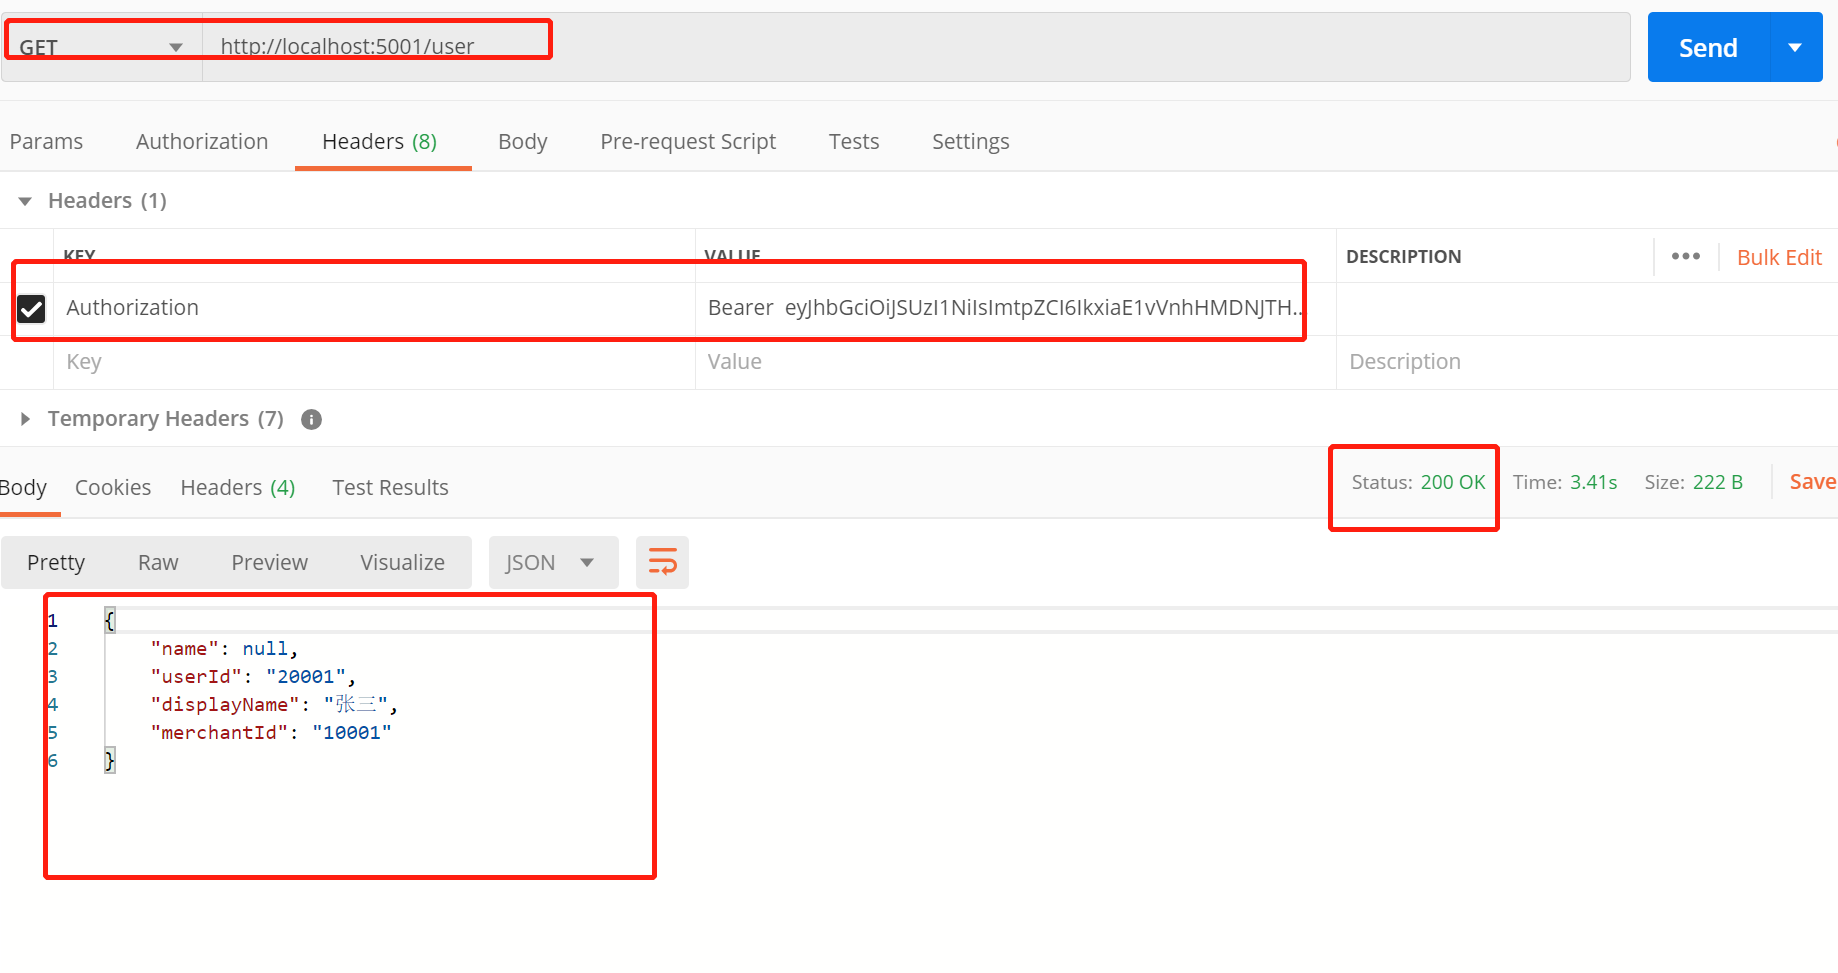 GET http://localhost:5001/user Send
Params Authorization Headers (8) Body Pre-request Script Tests Settings
Headers (1)
KEY VALUE DESCRIPTION Bulk Edit
Authorization Bearer eyJhbGciOiJSUzI1NiIsImtpZCI6IkxiaE1vVnhHMDNJTH...
Key Value Description
Temporary Headers (7)
Body Cookies Headers (4) Test Results Status: 200 OK Time: 3.41s Size: 222 B Save
Pretty Raw Preview Visualize JSON
1 {
2 "name": null,
3 "userId": "20001",
4 "displayName": "张三",
5 "merchantId": "10001"
6 }